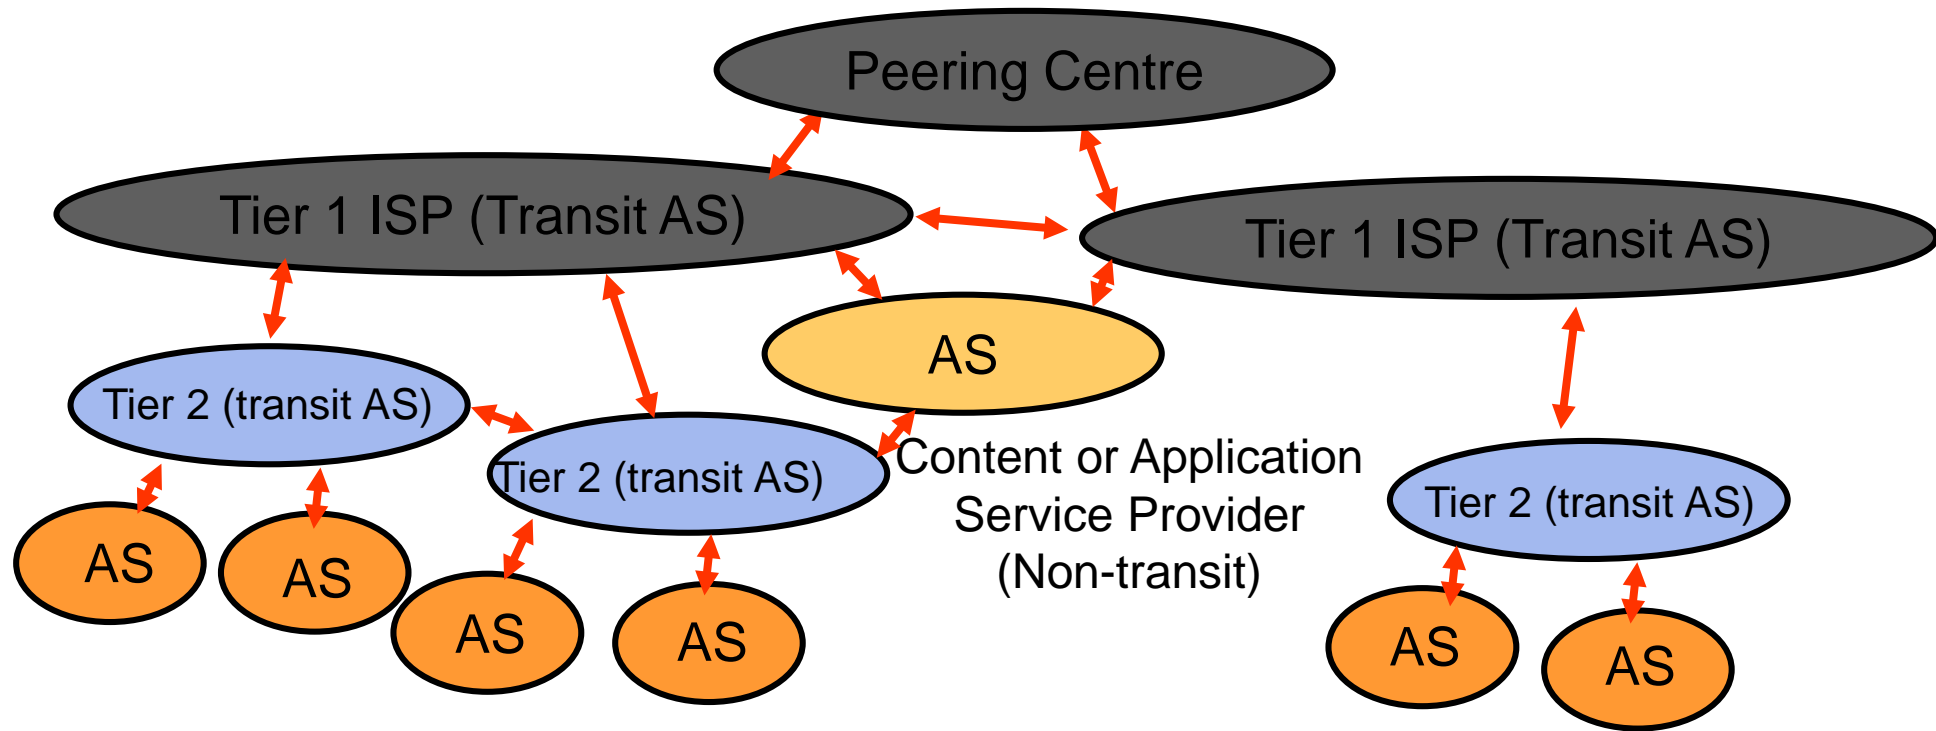 Peering Centre
Tier 1 ISP (Transit AS)
Tier 1 ISP (Transit AS)
AS
Tier 2 (transit AS)
Tier 2 (transit AS)
Content or Application
Service Provider
(Non-transit)
Tier 2 (transit AS)
AS
AS
AS
AS
AS
AS